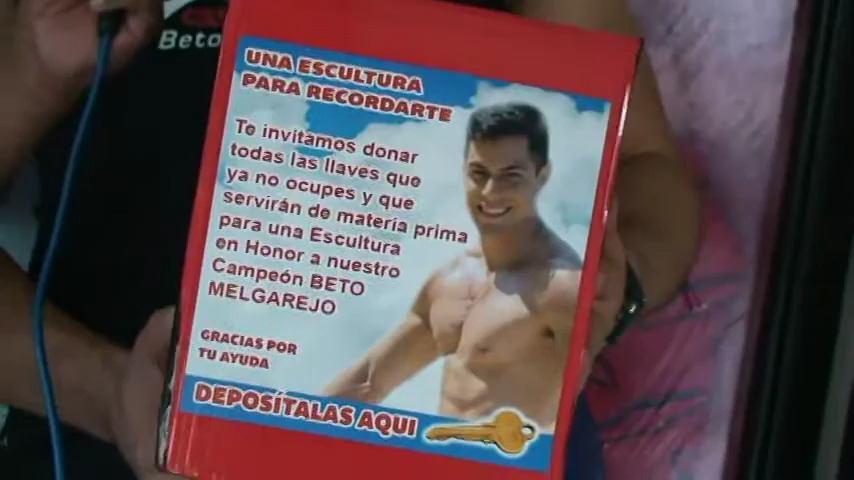 Beto
UNA ESCULTURA
PARA RECORDARTE
Te invitamos donar
todas las llaves que
ya no ocupes y que
servirán de matería prima
para una Escultura
en Honor a nuestro
Campeón BETO
MELGAREJO
GRACIAS POR
TU AYUDA
DEPOSÍTALAS AQUI